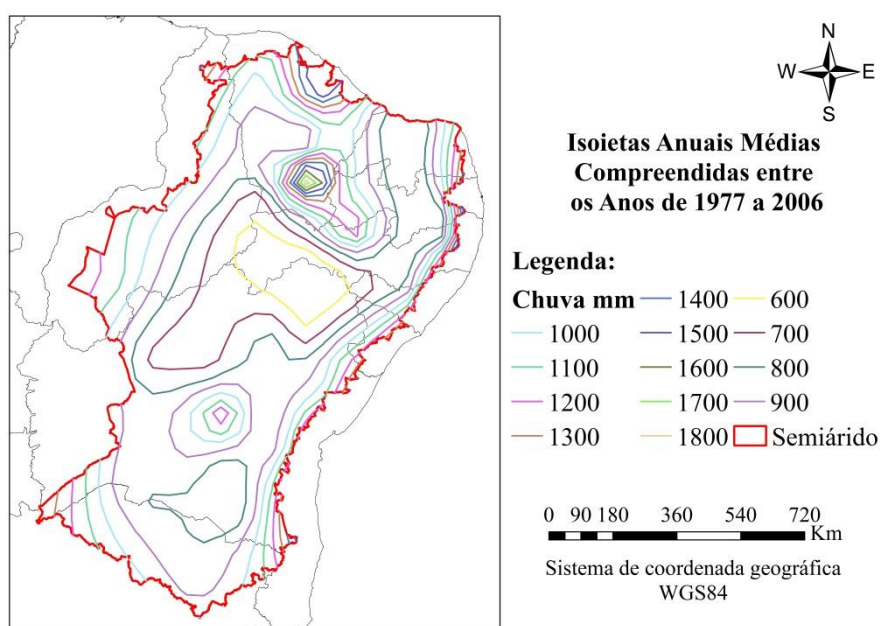 N
W E
S
Isoietas Anuais Médias
Compreendidas entre
os Anos de 1977 a 2006
Legenda:
Chuva mm
1000
1100
1200
1300
1400
1500
1600
1700
1800
600
700
800
900
Semiárido
0 90 180 360 540 720
Km
Sistema de coordenada geográfica
WGS84